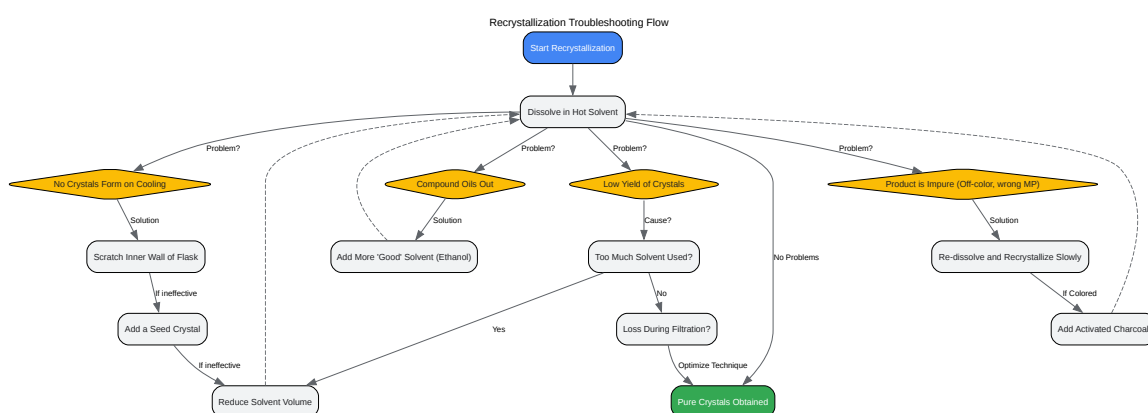 Recrystallization Troubleshooting Flow
Start Recrystallization
Dissolve in Hot Solvent
Problem?
Problem?
Problem?
Problem?
No Crystals Form on Cooling
Compound Oils Out
Low Yield of Crystals
Product is Impure (Off-color, wrong MP)
Solution
Solution
Cause?
Solution
Scratch Inner Wall of Flask
Add More 'Good' Solvent (Ethanol)
Too Much Solvent Used?
No Problems
Re-dissolve and Recrystallize Slowly
If ineffective
No
If Colored
Add a Seed Crystal
Yes
Loss During Filtration?
Add Activated Charcoal
If ineffective
Optimize Technique
Reduce Solvent Volume
Pure Crystals Obtained